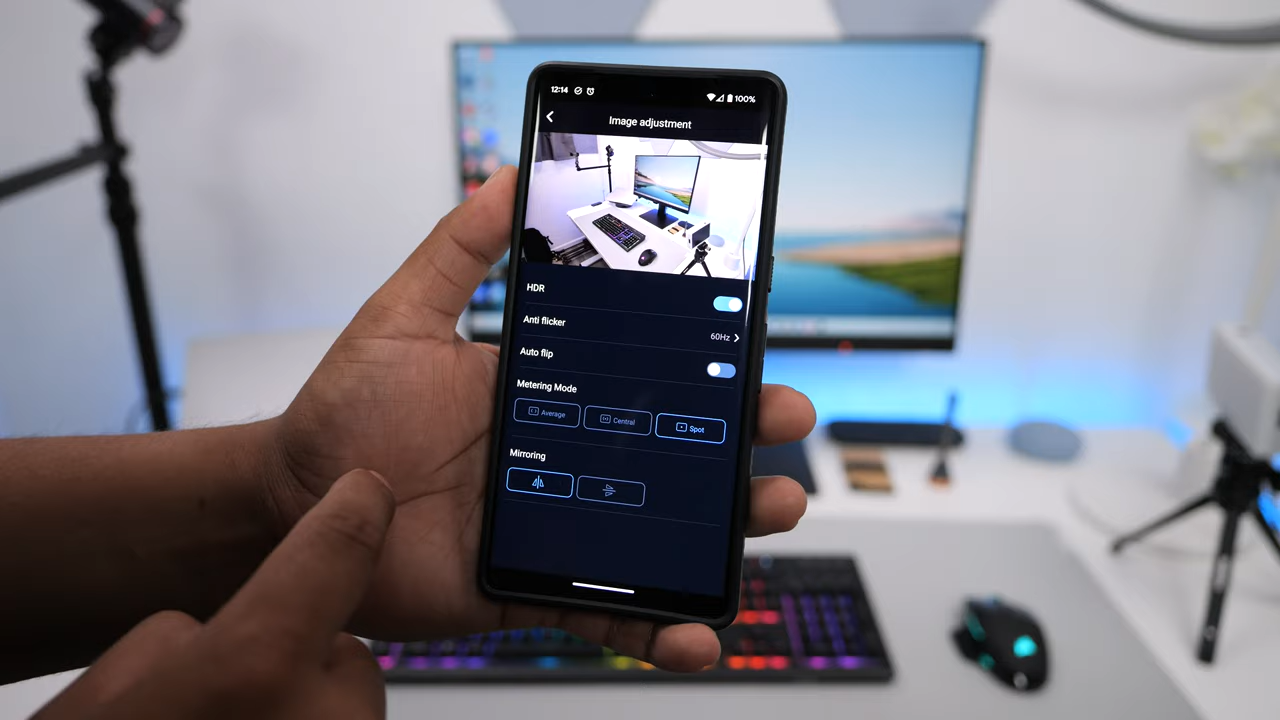 12:14 100%
Image adjustment
HDR
Anti flicker 60Hz
Auto flip
Metering Mode
Average Central Spot
Mirroring